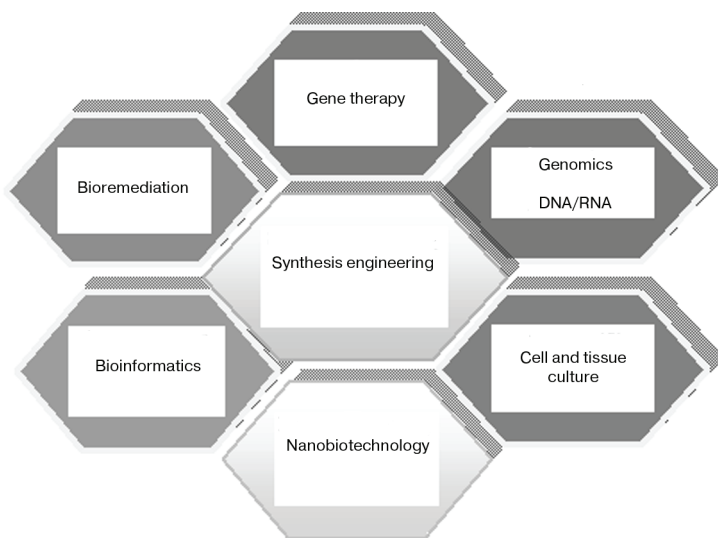 Gene therapy
Bioremediation
Genomics
DNA/RNA
Synthesis engineering
Bioinformatics
Cell and tissue
culture
Nanobiotechnology